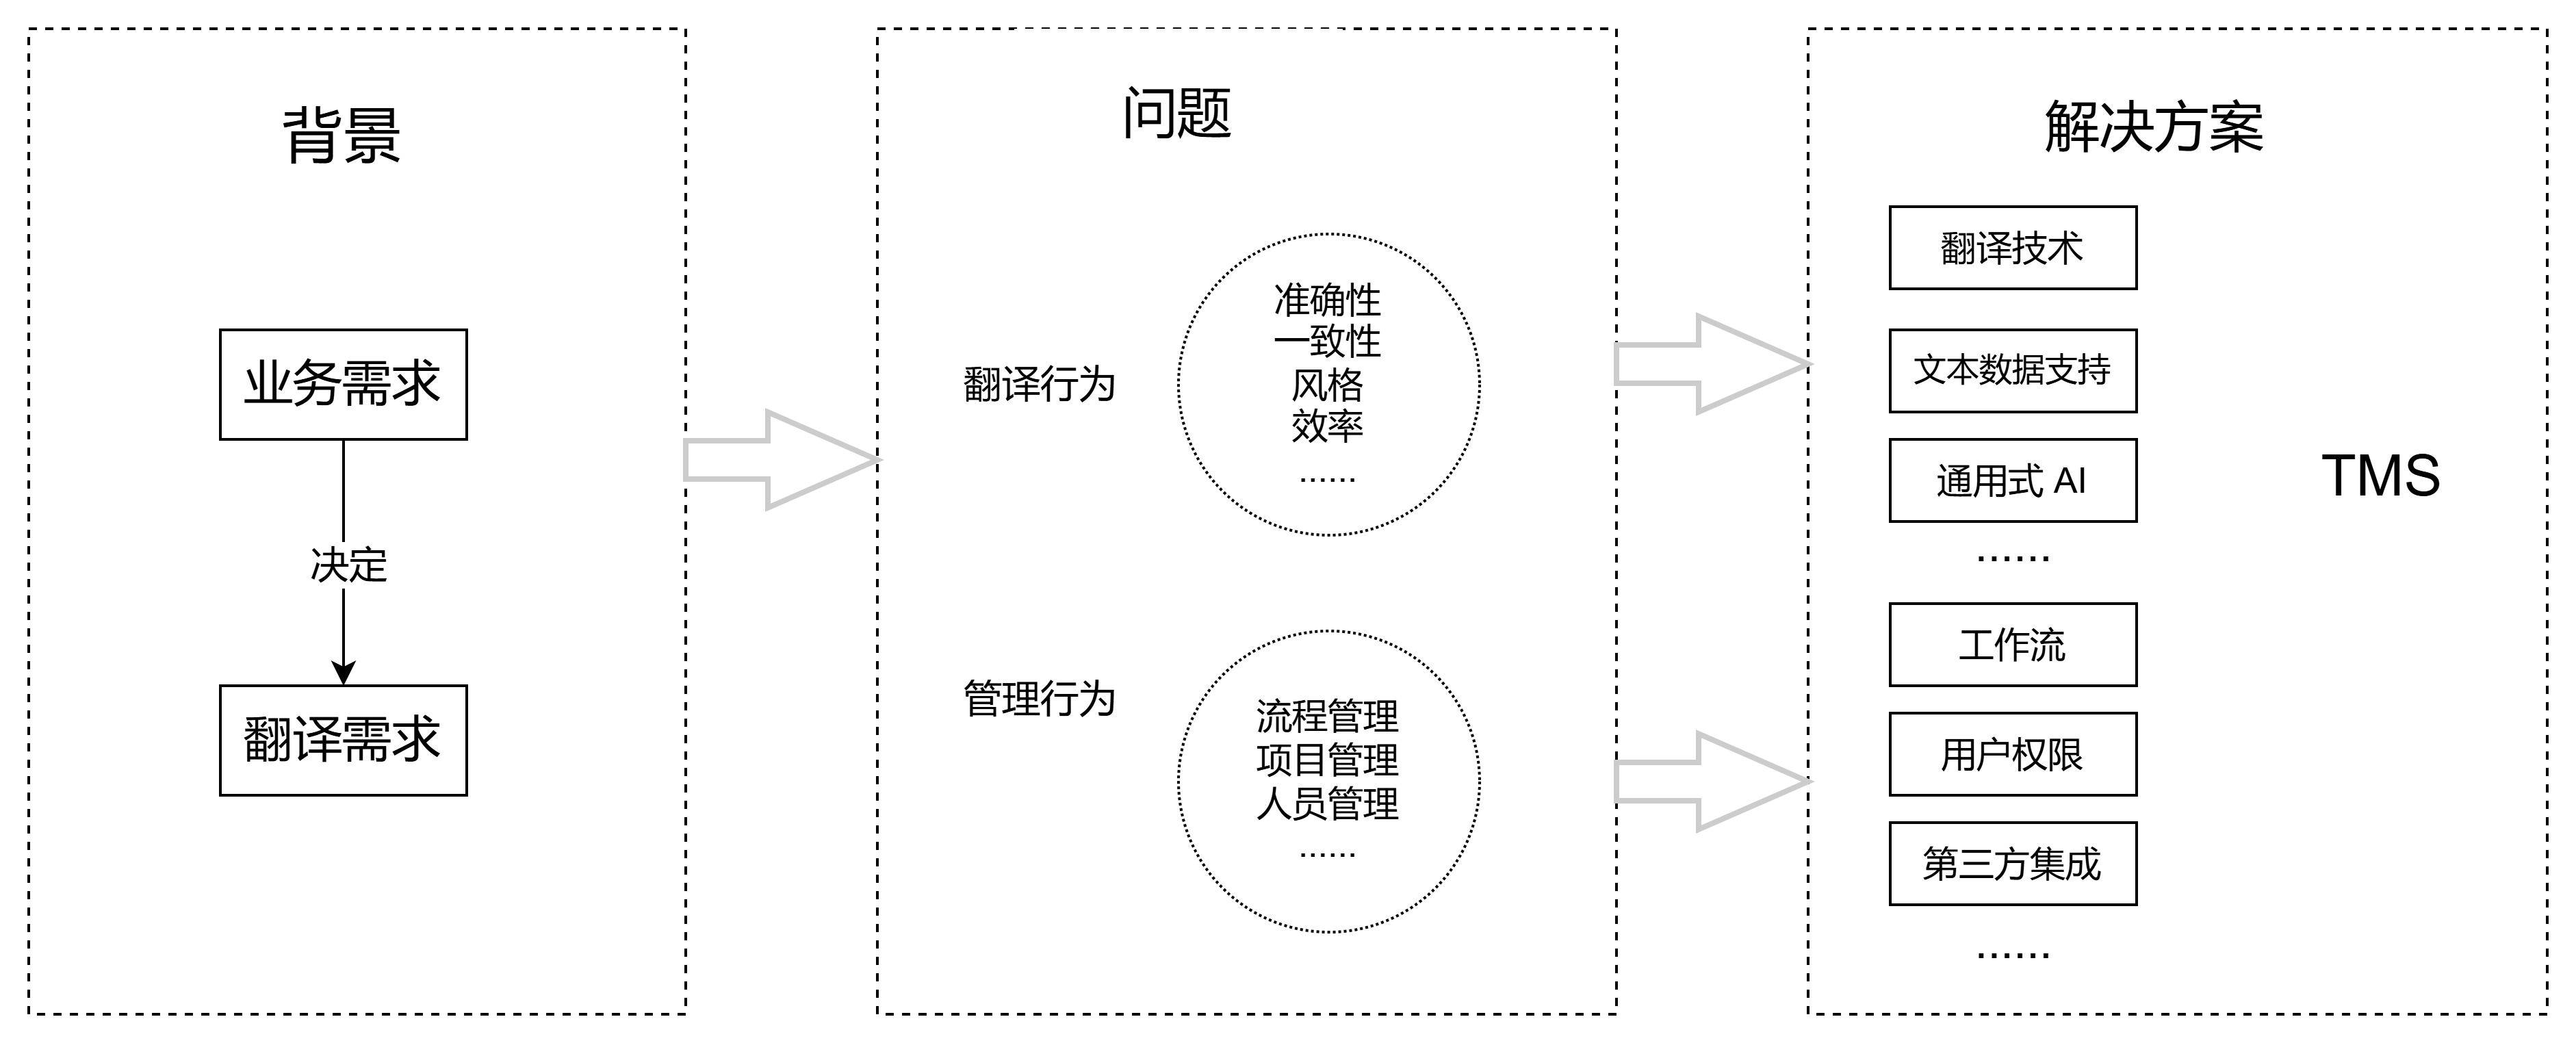 背景
业务需求
决定
翻译需求
问题
翻译行为
准确性
一致性
风格
效率
......
管理行为
流程管理
项目管理
人员管理
......
解决方案
翻译技术
文本数据支持
通用式 AI
......
工作流
用户权限
第三方集成
......
TMS